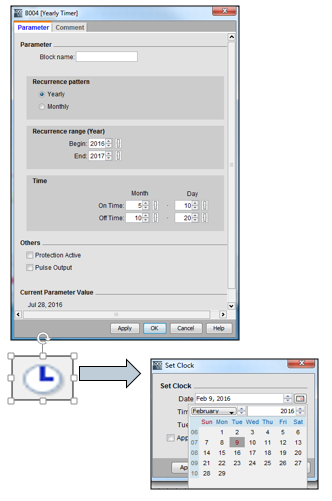 B004 [Yearly Timer]
Parameter Comment
Parameter
Block name:
Recurrence pattern
Yearly
Monthly
Recurrence range (Year)
Begin: 2016
End: 2017
Time
Month Day
On Time: 5 - 10
Off Time: 10 - 20
Others
Protection Active
Pulse Output
Current Parameter Value
Jul 28, 2016
Apply OK Cancel Help
Set Clock
Set Clock
Date Feb 9, 2016
Tim February 2016
Tue
Sun Mon Tue Wed Thu Fri Sat
06 1 2 3 4 5 6
07 7 8 9 10 11 12 13
08 14 15 16 17 18 19 20
09 21 22 23 24 25 26 27
10 28 29
App
Ap